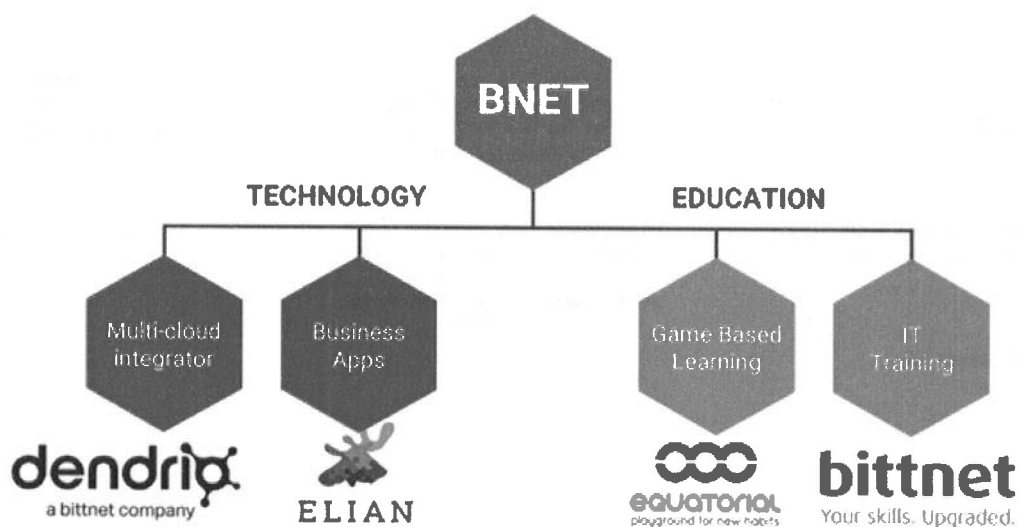 BNET
TECHNOLOGY
EDUCATION
Multi-cloud
integrator
Business
Apps
Game Based
Learning
IT
Training
dendrio
a bittnet company
ELIAN
equatorial
playground for new habits
bittnet
Your skills. Upgraded.